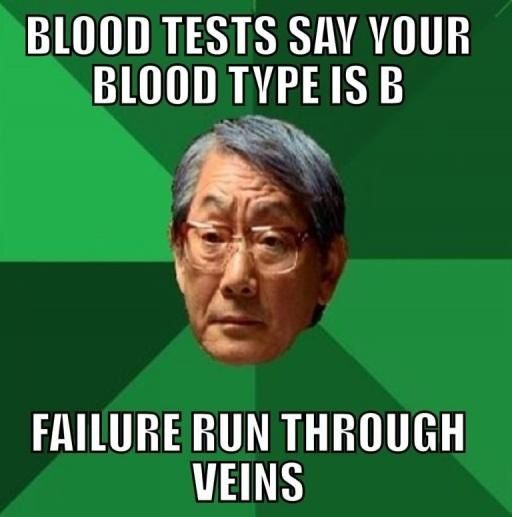 BLOOD TESTS SAY YOUR
BLOOD TYPE IS B
FAILURE RUN THROUGH
VEINS